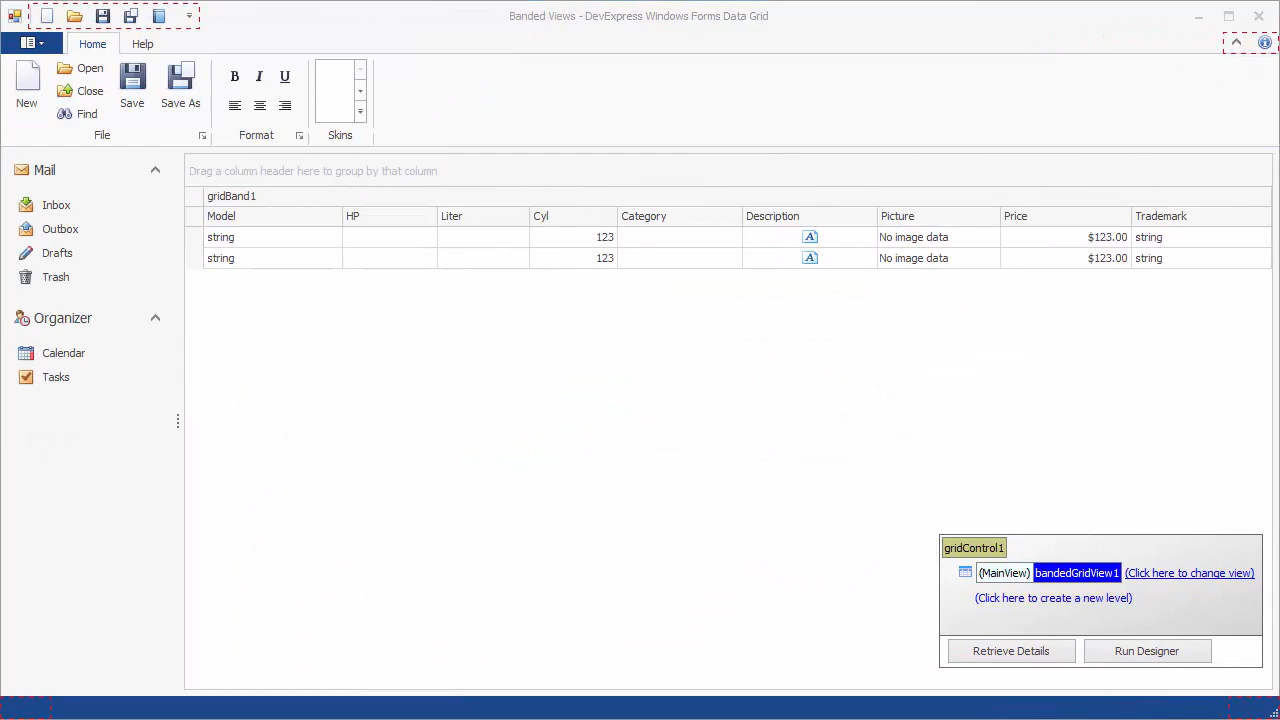 Banded Views - DevExpress Windows Forms Data Grid
Home Help
New Open Close Find Save Save As B I U
File Format Skins
Mail
Inbox
Outbox
Drafts
Trash
Organizer
Calendar
Tasks
Drag a column header here to group by that column
gridBand1
Model HP Liter Cyl Category Description Picture Price Trademark
string 123 A No image data $123.00 string
string 123 A No image data $123.00 string
gridControl1
(MainView) bandedGridView1 (Click here to change view)
(Click here to create a new level)
Retrieve Details Run Designer